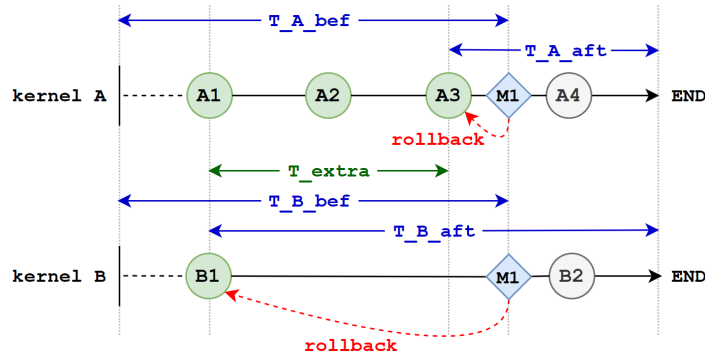 T_A_bef
T_A_aft
kernel A
A1
A2
A3
M1
A4
END
rollback
T_extra
T_B_bef
T_B_aft
kernel B
B1
M1
B2
END
rollback